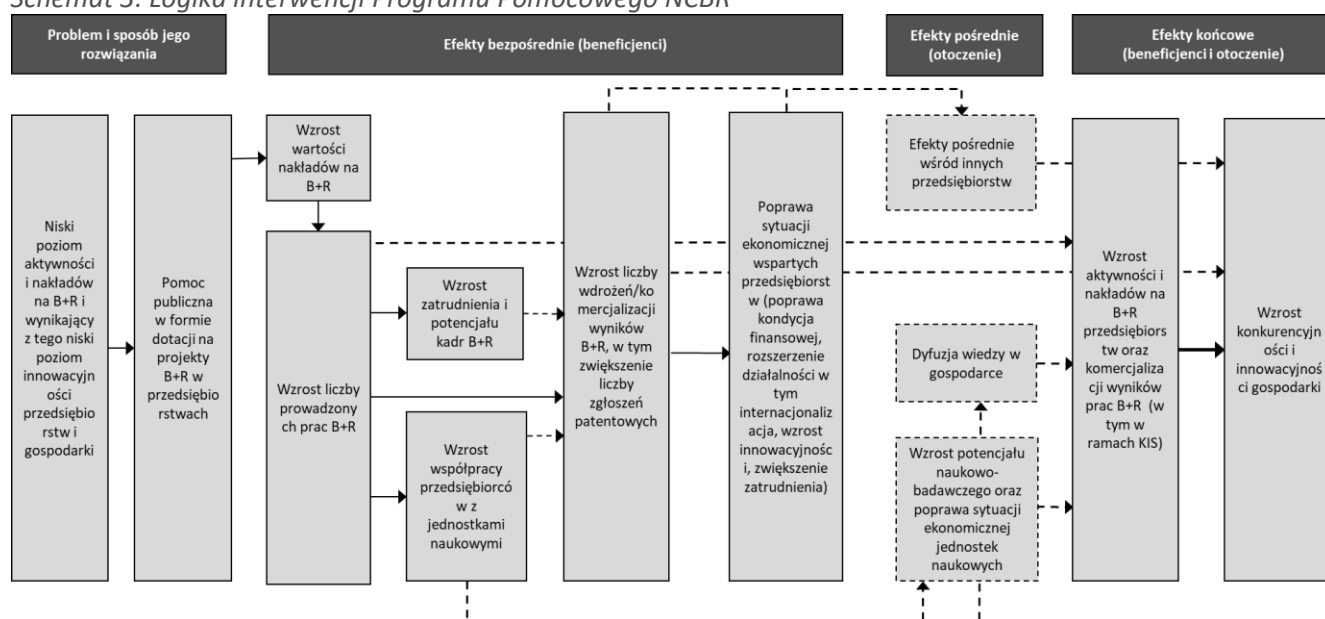 Schemat 3. Logika interwencji Programu Pomocowego NCBR
Problem i sposób jego
rozwiązania
Efekty bezpośrednie (beneficjenci)
Efekty pośrednie
(otoczenie)
Efekty końcowe
(beneficjenci i otoczenie)
Niski
poziom
aktywności
i nakładów
na B+R i
wynikający
z tego niski
poziom
innowacyjn
ości
przedsiębio
rstw i
gospodarki
Pomoc
publiczna
w formie
dotacji na
projekty
B+R w
przedsiębio
rstwach
Wzrost
wartości
nakładów na
B+R
Wzrost liczby
prowadzony
ch prac B+R
Wzrost
zatrudnienia i
potencjału
kadr B+R
Wzrost
współpracy
przedsiębiorcó
w z
jednostkami
naukowymi
Wzrost liczby
wdrożeń/ko
mercjalizacji
wyników
B+R, w tym
zwiększenie
liczby
zgłoszeń
patentowych
Poprawa
sytuacji
ekonomicznej
wspartych
przedsiębiorst
w (poprawa
kondycja
finansowej,
rozszerzenie
działalności w
tym
internacjonaliz
acja, wzrost
innowacyjnośc
i, zwiększenie
zatrudnienia)
Efekty pośrednie
wśród innych
przedsiębiorstw
Dyfuzja wiedzy w
gospodarce
Wzrost potencjału
naukowo-
badawczego oraz
poprawa sytuacji
ekonomicznej
jednostek
naukowych
Wzrost
aktywności i
nakładów na
B+R
przedsiębiors
tw oraz
komercjaliza
cji wyników
prac B+R (w
tym w
ramach KIS)
Wzrost
konkurencyjn
ości i
innowacyjnoś
ci gospodarki